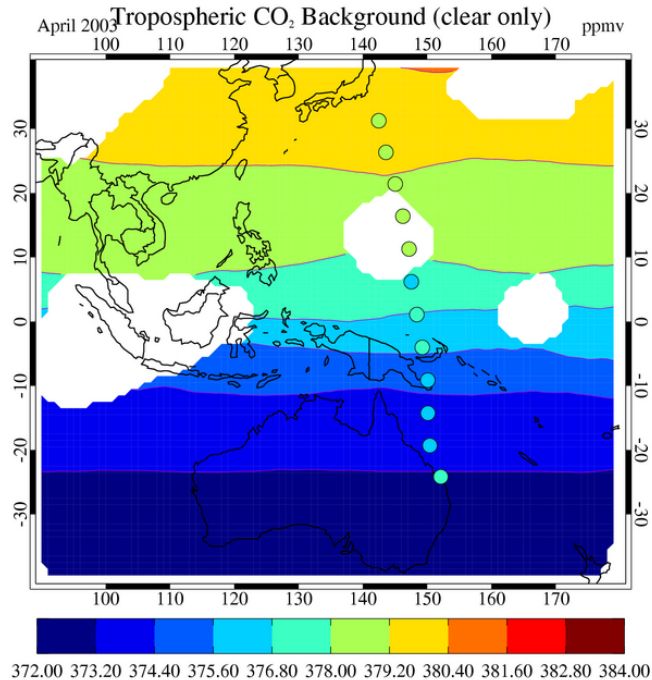 Tropospheric CO₂ Background (clear only)
April 2003
ppmv
100 110 120 130 140 150 160 170
30 30
20 20
10 10
0 0
-10 -10
-20 -20
-30 -30
100 110 120 130 140 150 160 170
372.00 373.20 374.40 375.60 376.80 378.00 379.20 380.40 381.60 382.80 384.00